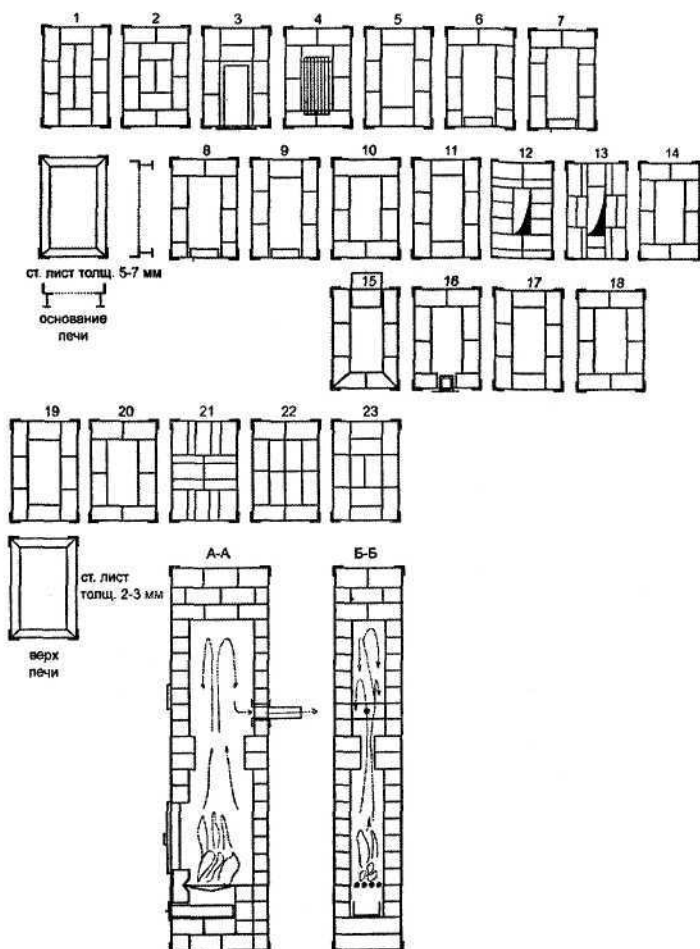 1 2 3 4 5 6 7
8 9 10 11 12 13 14
ст. лист толщ. 5-7 мм
основание
печи
15 16 17 18
19 20 21 22 23
ст. лист
толщ. 2-3 мм
верх
печи
А-А Б-Б